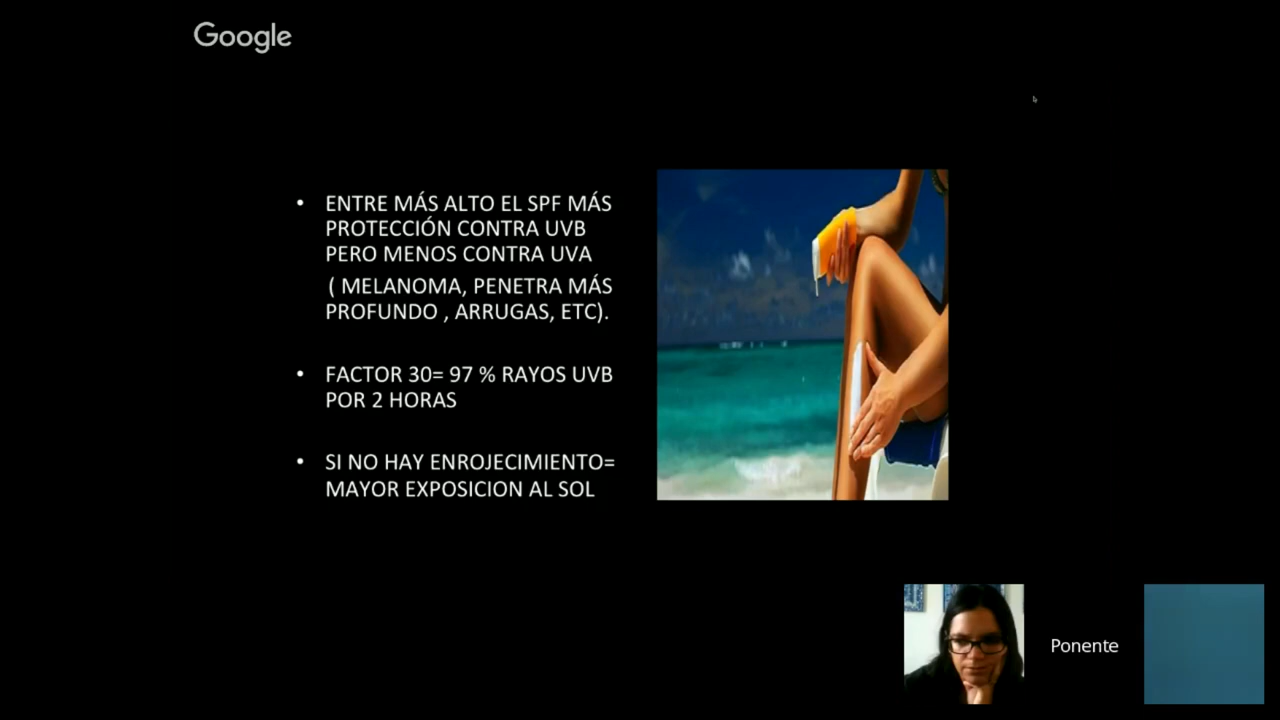 Google
• ENTRE MÁS ALTO EL SPF MÁS
PROTECCIÓN CONTRA UVB
PERO MENOS CONTRA UVA
( MELANOMA, PENETRA MÁS
PROFUNDO , ARRUGAS, ETC).
• FACTOR 30= 97 % RAYOS UVB
POR 2 HORAS
• SI NO HAY ENROJECIMIENTO=
MAYOR EXPOSICION AL SOL
Ponente